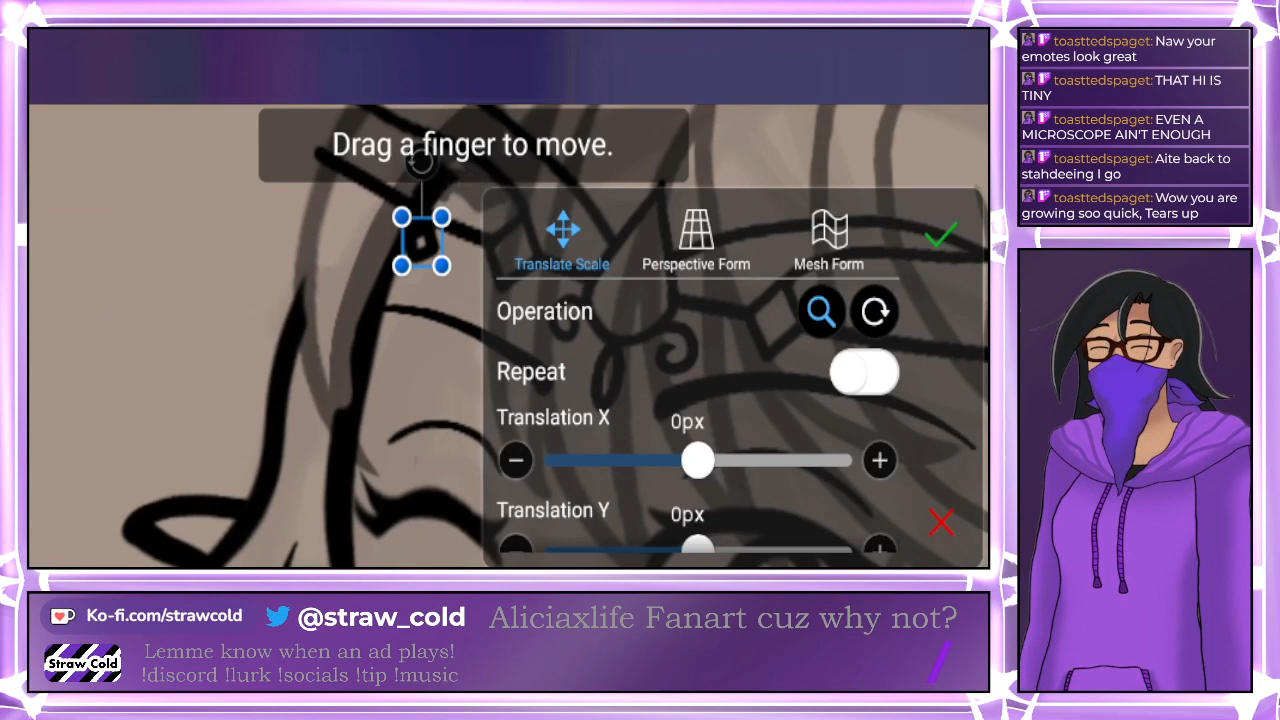 Drag a finger to move.
Translate Scale
Perspective Form
Mesh Form
Operation
Repeat
Translation X
0px
Translation Y
0px
toasttedspaget: Naw your
emotes look great
toasttedspaget: THAT HI IS
TINY
toasttedspaget: EVEN A
MICROSCOPE AIN'T ENOUGH
toasttedspaget: Aite back to
stahdeeing I go
toasttedspaget: Wow you are
growing soo quick, Tears up
Ko-fi.com/strawcold
@straw_cold
Aliciaxlife Fanart cuz why not?
Straw Cold
Lemme know when an ad plays!
!discord !lurk !socials !tip !music